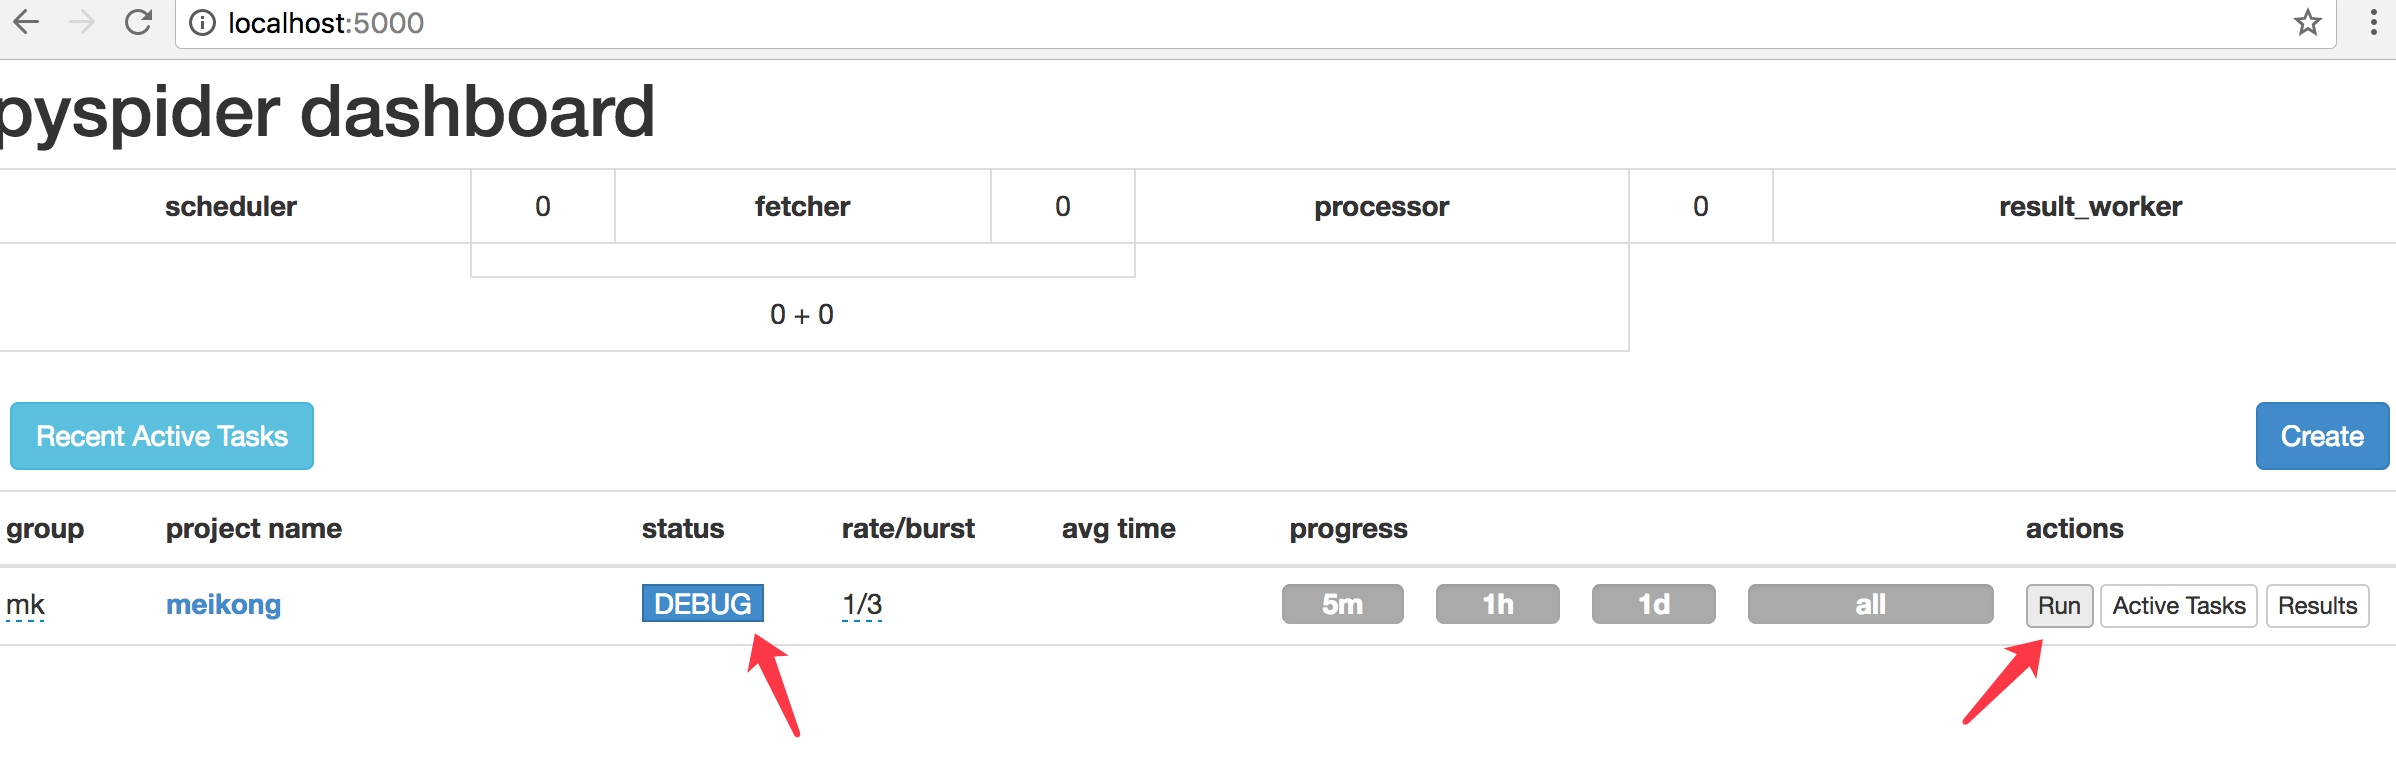 localhost:5000
pyspider dashboard
scheduler 0 fetcher 0 processor 0 result_worker
0 + 0
Recent Active Tasks Create
group project name status rate/burst avg time progress actions
mk meikong DEBUG 1/3 5m 1h 1d all Run Active Tasks Results